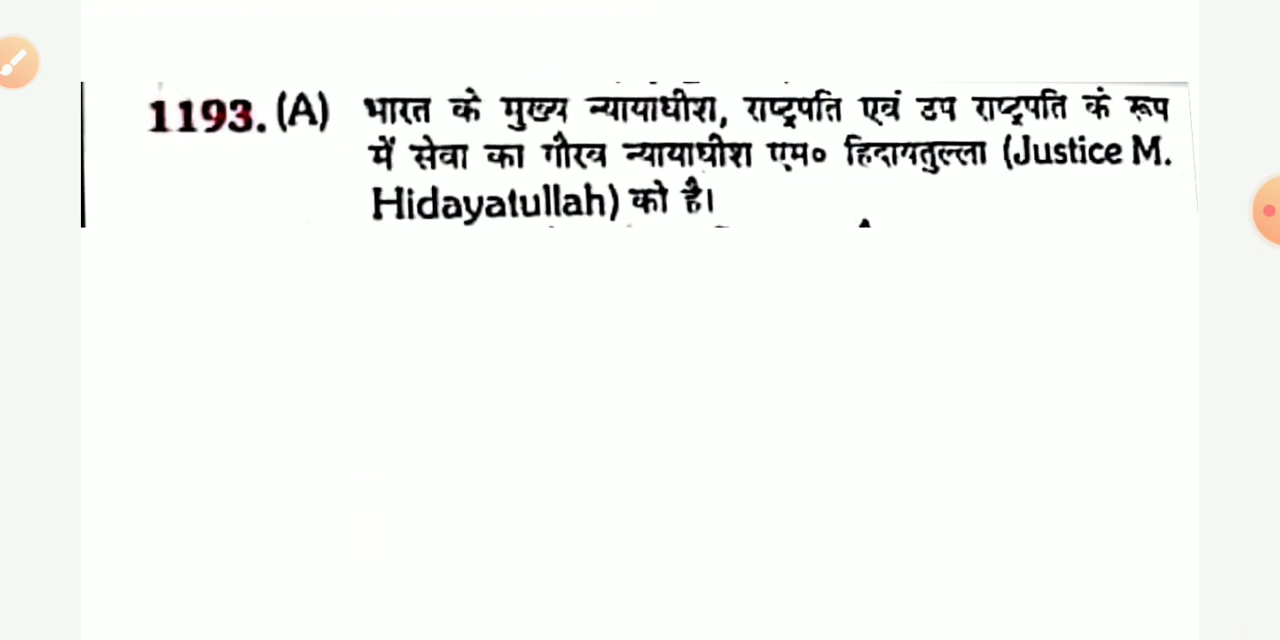 1193. (A) भारत के मुख्य न्यायाधीश, राष्ट्रपति एवं उप राष्ट्रपति के रूप
में सेवा का गौरव न्यायाधीश एम० हिदायतुल्ला (Justice M.
Hidayatullah) को है।